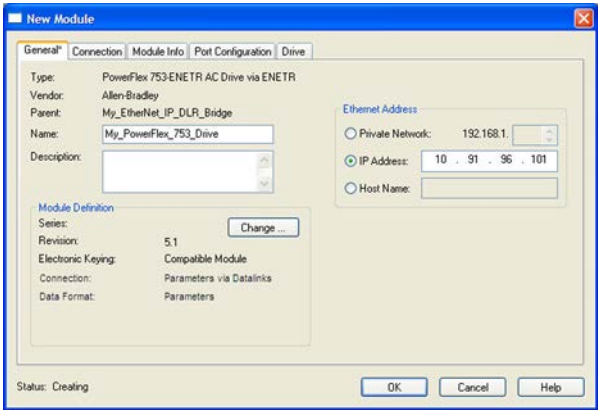 New Module
General* Connection Module Info Port Configuration Drive
Type: PowerFlex 753-ENETR AC Drive via ENETR
Vendor: Allen-Bradley
Parent: My_EtherNet_IP_DLR_Bridge
Name: My_PowerFlex_753_Drive
Description:
Ethernet Address
Private Network: 192.168.1.
IP Address: 10 . 91 . 96 . 101
Host Name:
Module Definition
Series:
Change ...
Revision: 5.1
Electronic Keying: Compatible Module
Connection: Parameters via Datalinks
Data Format: Parameters
Status: Creating
OK Cancel Help